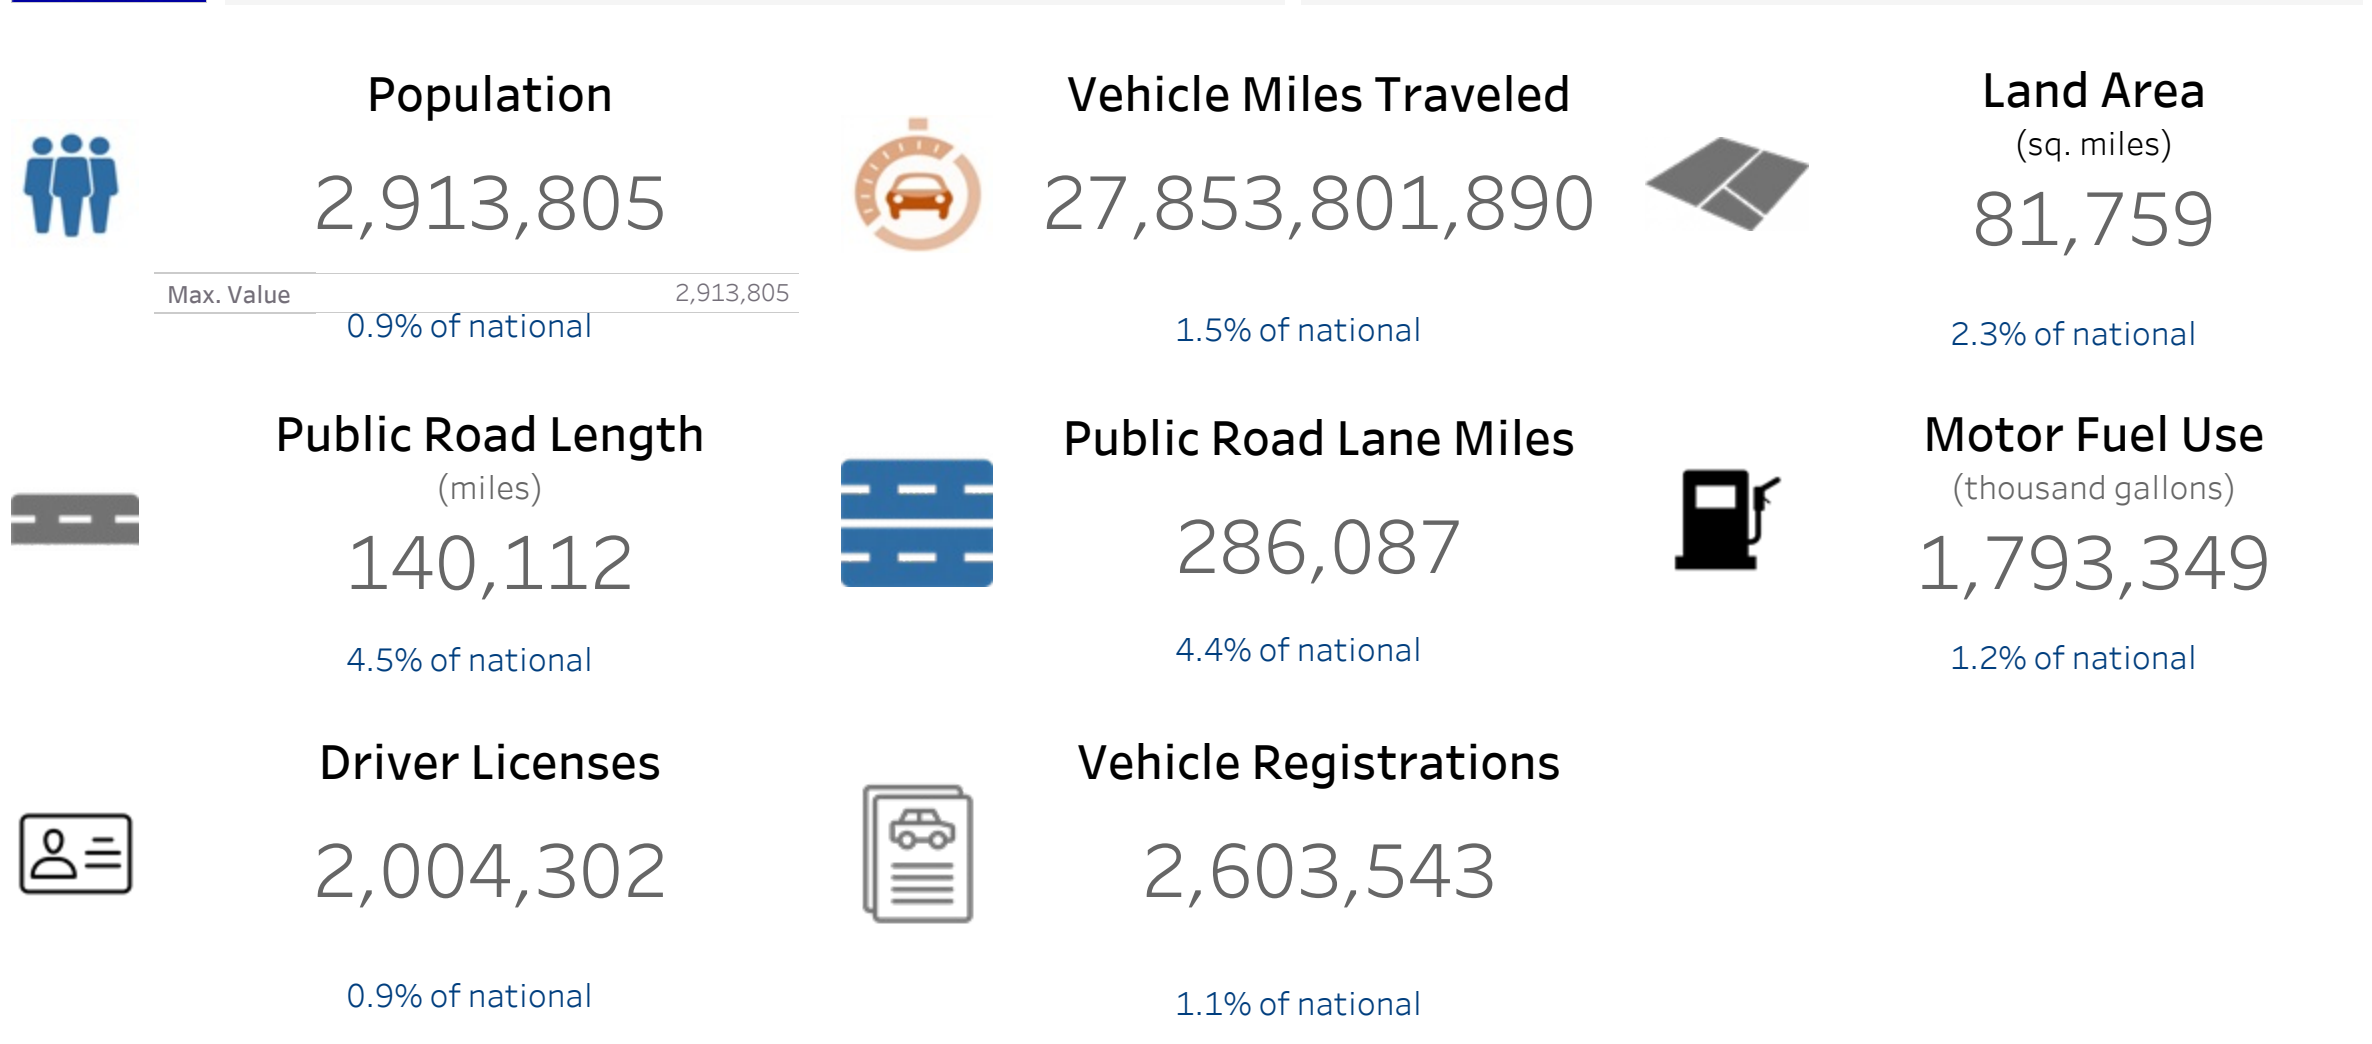 Population
2,913,805
Max. Value 2,913,805
0.9% of national
Vehicle Miles Traveled
27,853,801,890
1.5% of national
Land Area
(sq. miles)
81,759
2.3% of national
Public Road Length
(miles)
140,112
4.5% of national
Public Road Lane Miles
286,087
4.4% of national
Motor Fuel Use
(thousand gallons)
1,793,349
1.2% of national
Driver Licenses
2,004,302
0.9% of national
Vehicle Registrations
2,603,543
1.1% of national